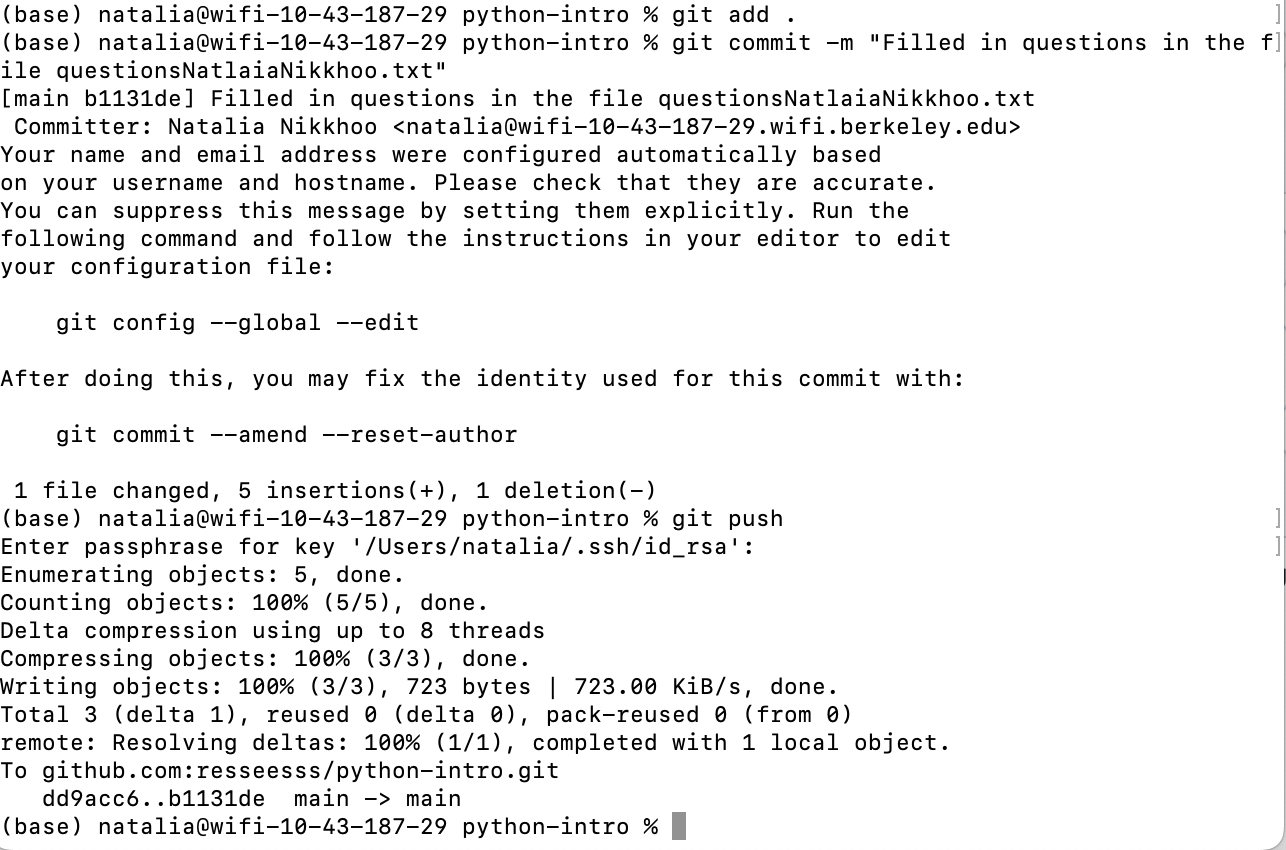 (base) natalia@wifi-10-43-187-29 python-intro % git add .                                  ]
(base) natalia@wifi-10-43-187-29 python-intro % git commit -m "Filled in questions in the f]
ile questionsNatlaiaNikkhoo.txt"
[main b1131de] Filled in questions in the file questionsNatlaiaNikkhoo.txt
 Committer: Natalia Nikkhoo <natalia@wifi-10-43-187-29.wifi.berkeley.edu>
Your name and email address were configured automatically based
on your username and hostname. Please check that they are accurate.
You can suppress this message by setting them explicitly. Run the
following command and follow the instructions in your editor to edit
your configuration file:

    git config --global --edit

After doing this, you may fix the identity used for this commit with:

    git commit --amend --reset-author

 1 file changed, 5 insertions(+), 1 deletion(-)
(base) natalia@wifi-10-43-187-29 python-intro % git push                                   ]
Enter passphrase for key '/Users/natalia/.ssh/id_rsa':                                     ]
Enumerating objects: 5, done.
Counting objects: 100% (5/5), done.
Delta compression using up to 8 threads
Compressing objects: 100% (3/3), done.
Writing objects: 100% (3/3), 723 bytes | 723.00 KiB/s, done.
Total 3 (delta 1), reused 0 (delta 0), pack-reused 0 (from 0)
remote: Resolving deltas: 100% (1/1), completed with 1 local object.
To github.com:resseesss/python-intro.git
   dd9acc6..b1131de  main -> main
(base) natalia@wifi-10-43-187-29 python-intro %